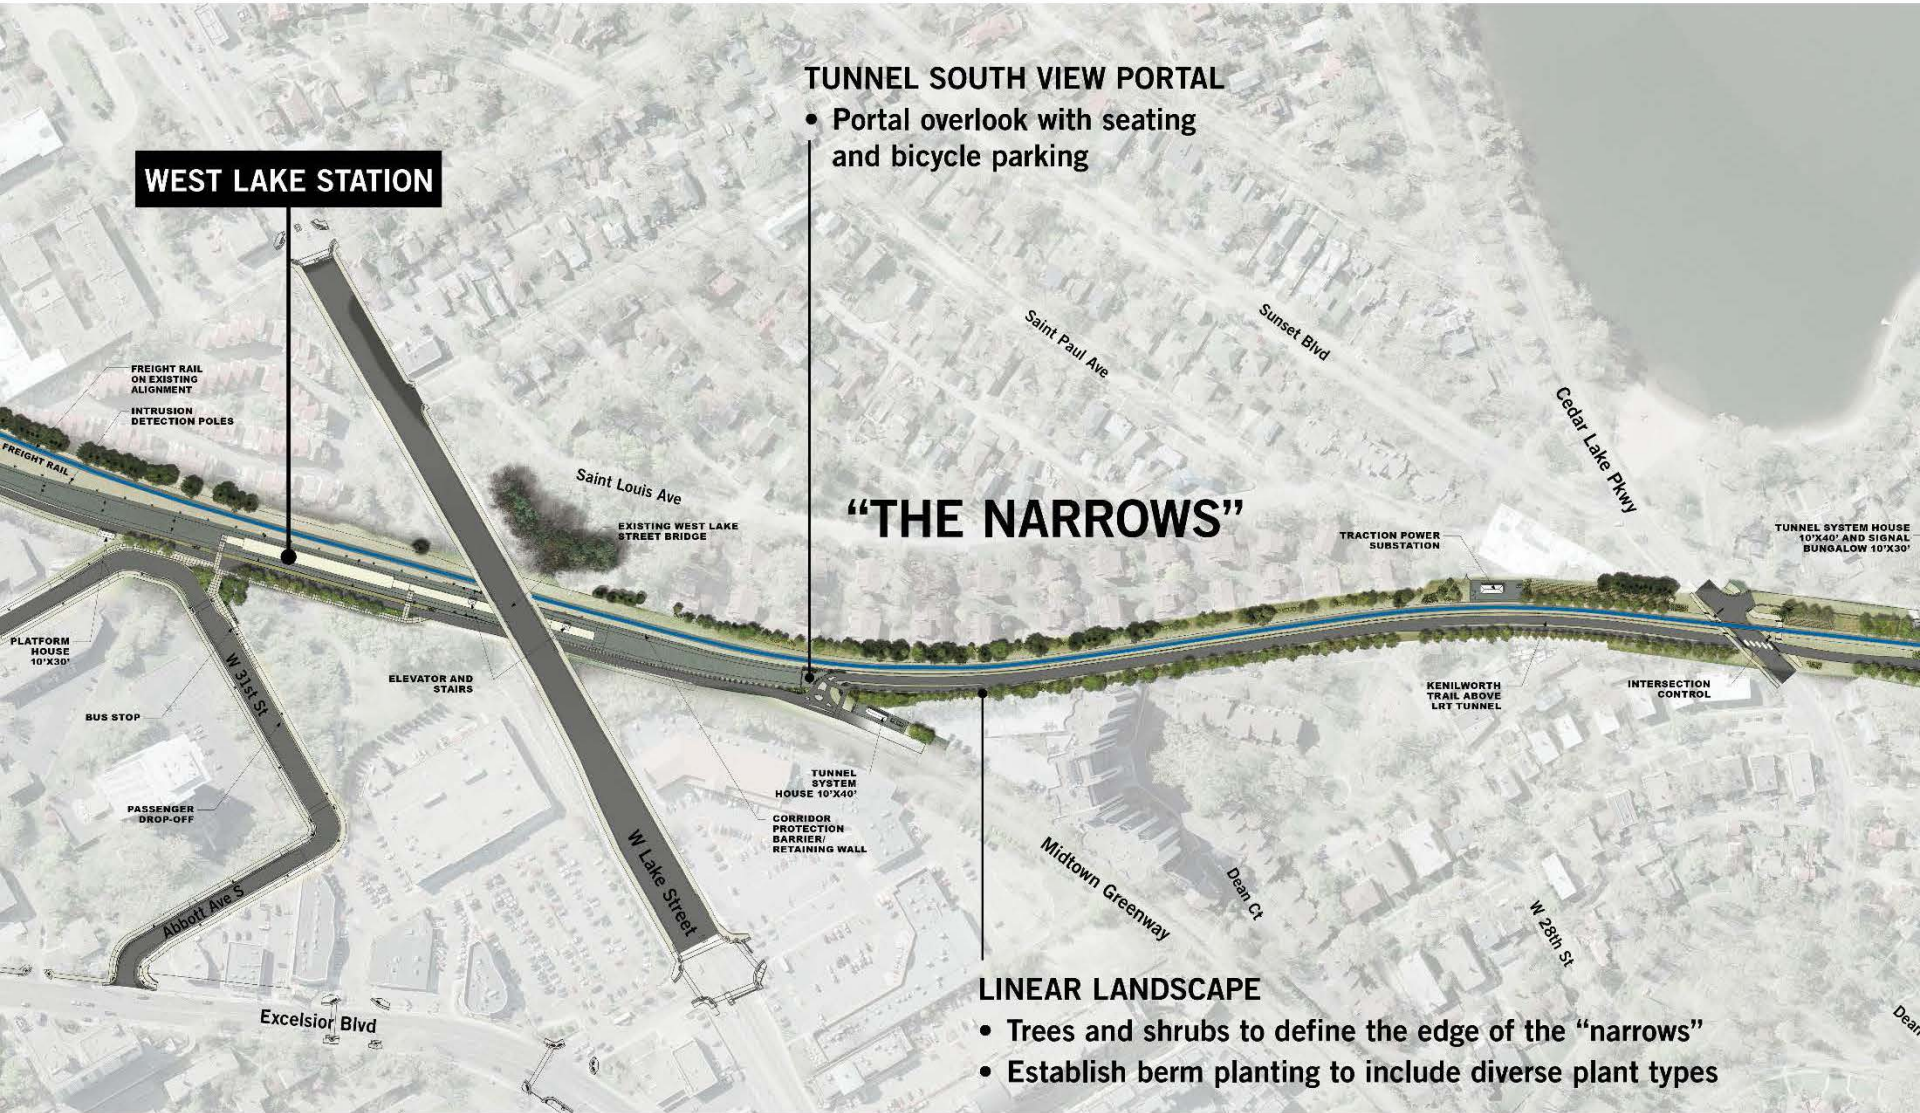 TUNNEL SOUTH VIEW PORTAL
• Portal overlook with seating
and bicycle parking
WEST LAKE STATION
Saint Paul Ave
Sunset Blvd
Cedar Lake Pkwy
FREIGHT RAIL
ON EXISTING
ALIGNMENT
INTRUSION
DETECTION POLES
FREIGHT RAIL
Saint Louis Ave
EXISTING WEST LAKE
STREET BRIDGE
“THE NARROWS”
TRACTION POWER
SUBSTATION
TUNNEL SYSTEM HOUSE
10'X40' AND SIGNAL
BUNGALOW 10'X30'
PLATFORM
HOUSE
10'X30'
W 31st St
ELEVATOR AND
STAIRS
BUS STOP
PASSENGER
DROP-OFF
KENILWORTH
TRAIL ABOVE
LRT TUNNEL
INTERSECTION
CONTROL
TUNNEL
SYSTEM
HOUSE 10'X40'
CORRIDOR
PROTECTION
BARRIER/
RETAINING WALL
W Lake Street
Midtown Greenway
Dean Ct
W 28th St
Abbott Ave S
Excelsior Blvd
Dean
LINEAR LANDSCAPE
• Trees and shrubs to define the edge of the “narrows”
• Establish berm planting to include diverse plant types